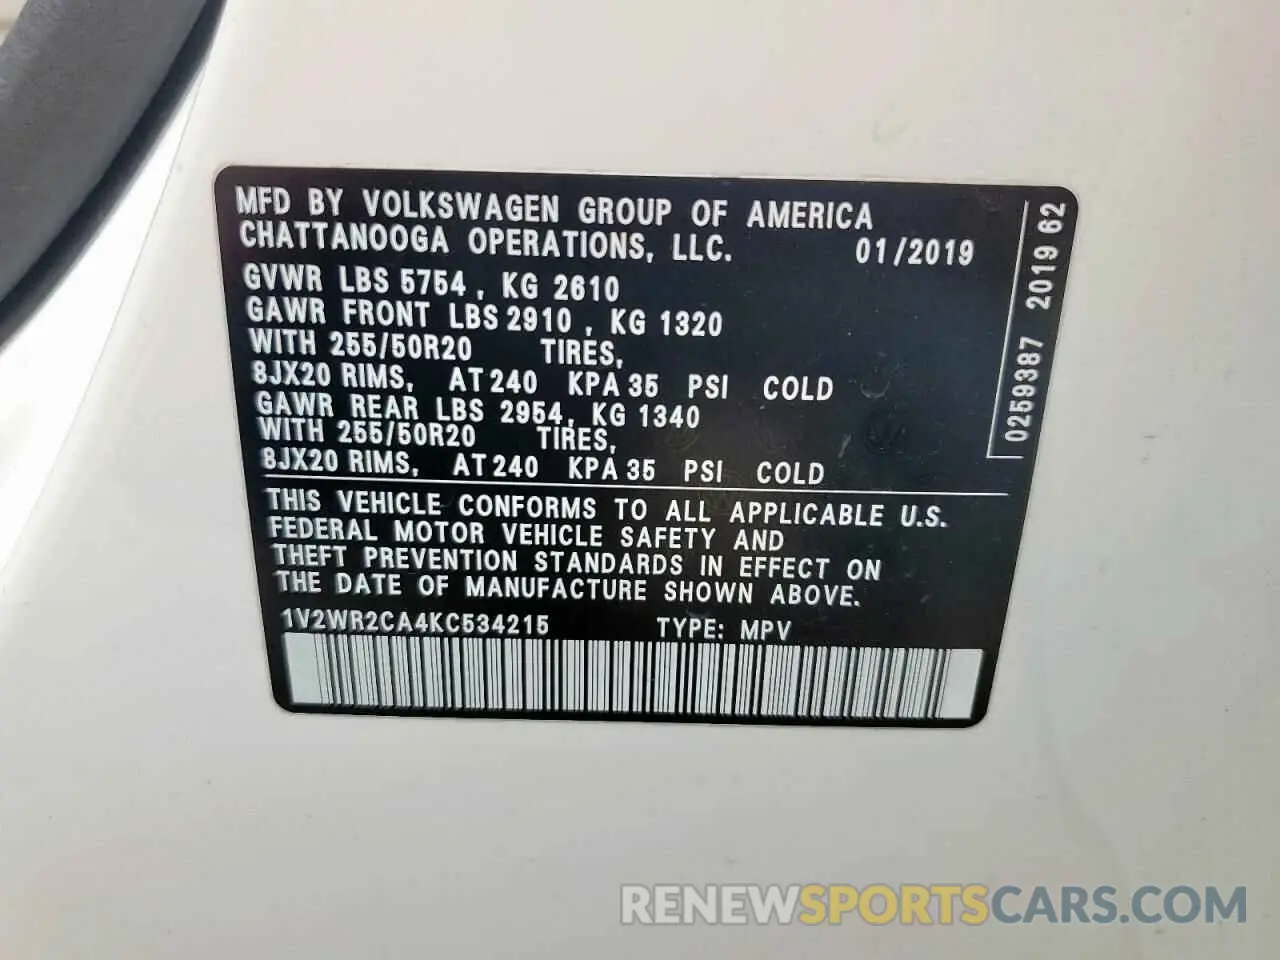 MFD BY VOLKSWAGEN GROUP OF AMERICA
CHATTANOOGA OPERATIONS, LLC. 01/2019
GVWR LBS 5754 , KG 2610
GAWR FRONT LBS 2910 , KG 1320
WITH 255/50R20 TIRES,
8JX20 RIMS, AT 240 KPA 35 PSI COLD
GAWR REAR LBS 2954, KG 1340
WITH 255/50R20 TIRES,
8JX20 RIMS, AT 240 KPA 35 PSI COLD
THIS VEHICLE CONFORMS TO ALL APPLICABLE U.S.
FEDERAL MOTOR VEHICLE SAFETY AND
THEFT PREVENTION STANDARDS IN EFFECT ON
THE DATE OF MANUFACTURE SHOWN ABOVE.
1V2WR2CA4KC534215 TYPE: MPV
0259387 2019 62
RENEWSPORTSCARS.COM